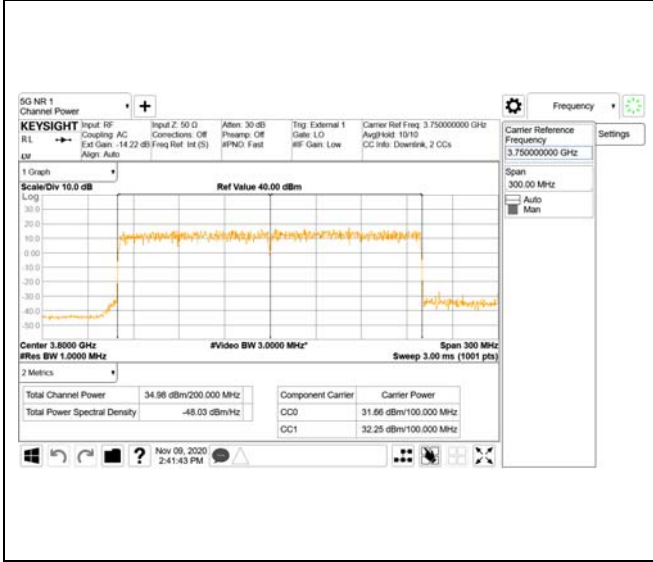 5G NR 1
Channel Power
Frequency
KEYSIGHT
RL
Input: RF
Coupling: AC
Ext Gain: -14.22 dB
Align: Auto
Input Z: 50 Ω
Corrections: Off
Freq Ref: Int (S)
Atten: 30 dB
Preamp: Off
#PNO: Fast
Trig: External 1
Gate: LO
#IF Gain: Low
Carrier Ref Freq: 3.750000000 GHz
Avg|Hold: 10/10
CC Info: Downlink, 2 CCs
Carrier Reference
Frequency
3.750000000 GHz
Settings
Span
300.00 MHz
Auto
Man
1 Graph
Scale/Div 10.0 dB
Ref Value 40.00 dBm
Log
30.0
20.0
10.0
0.00
-10.0
-20.0
-30.0
-40.0
-50.0
Center 3.8000 GHz
#Video BW 3.0000 MHz*
Span 300 MHz
#Res BW 1.0000 MHz
Sweep 3.00 ms (1001 pts)
2 Metrics
Total Channel Power 34.98 dBm/200.000 MHz
Total Power Spectral Density -48.03 dBm/Hz
Component Carrier Carrier Power
CC0 31.66 dBm/100.000 MHz
CC1 32.25 dBm/100.000 MHz
?
Nov 09, 2020
2:41:43 PM